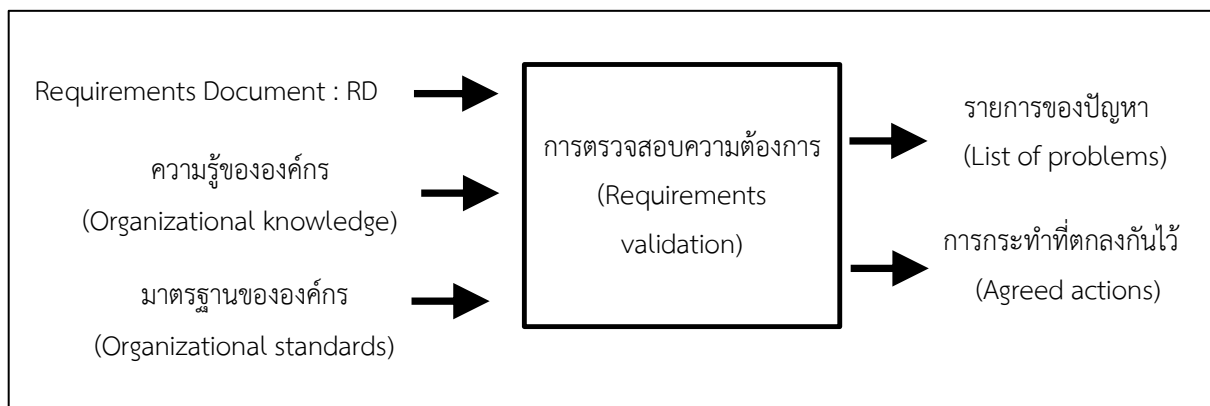 Requirements Document : RD
ความรู้ขององค์กร
(Organizational knowledge)
มาตรฐานขององค์กร
(Organizational standards)
การตรวจสอบความต้องการ
(Requirements
validation)
รายการของปัญหา
(List of problems)
การกระทำที่ตกลงกันไว้
(Agreed actions)